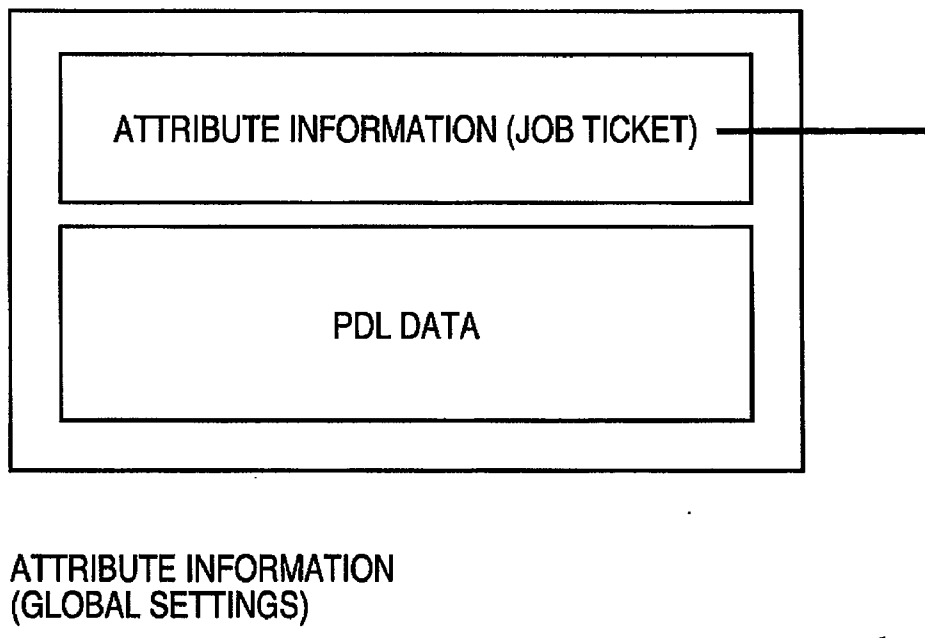 ATTRIBUTE INFORMATION (JOB TICKET)
PDL DATA
ATTRIBUTE INFORMATION
(GLOBAL SETTINGS)